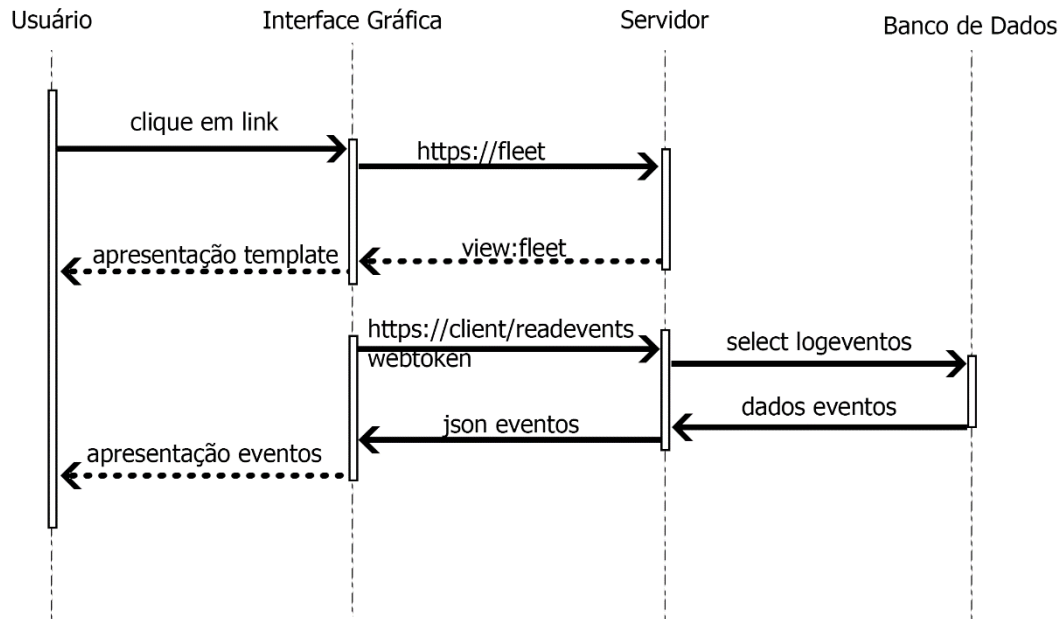 Usuário
Interface Gráfica
Servidor
Banco de Dados
clique em link
https://fleet
view:fleet
apresentação template
https://client/readevents
webtoken
select logeventos
dados eventos
json eventos
apresentação eventos